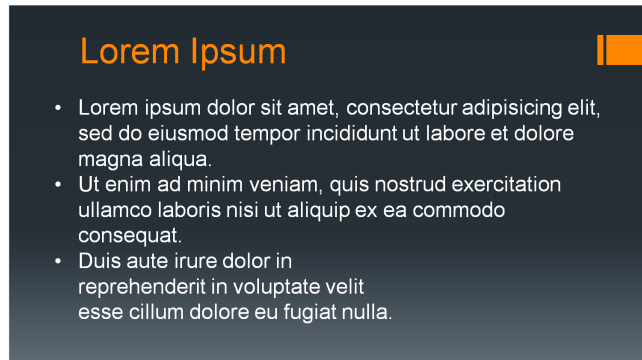 Lorem Ipsum
• Lorem ipsum dolor sit amet, consectetur adipisicing elit,
sed do eiusmod tempor incididunt ut labore et dolore
magna aliqua.
• Ut enim ad minim veniam, quis nostrud exercitation
ullamco laboris nisi ut aliquip ex ea commodo
consequat.
• Duis aute irure dolor in
reprehenderit in voluptate velit
esse cillum dolore eu fugiat nulla.